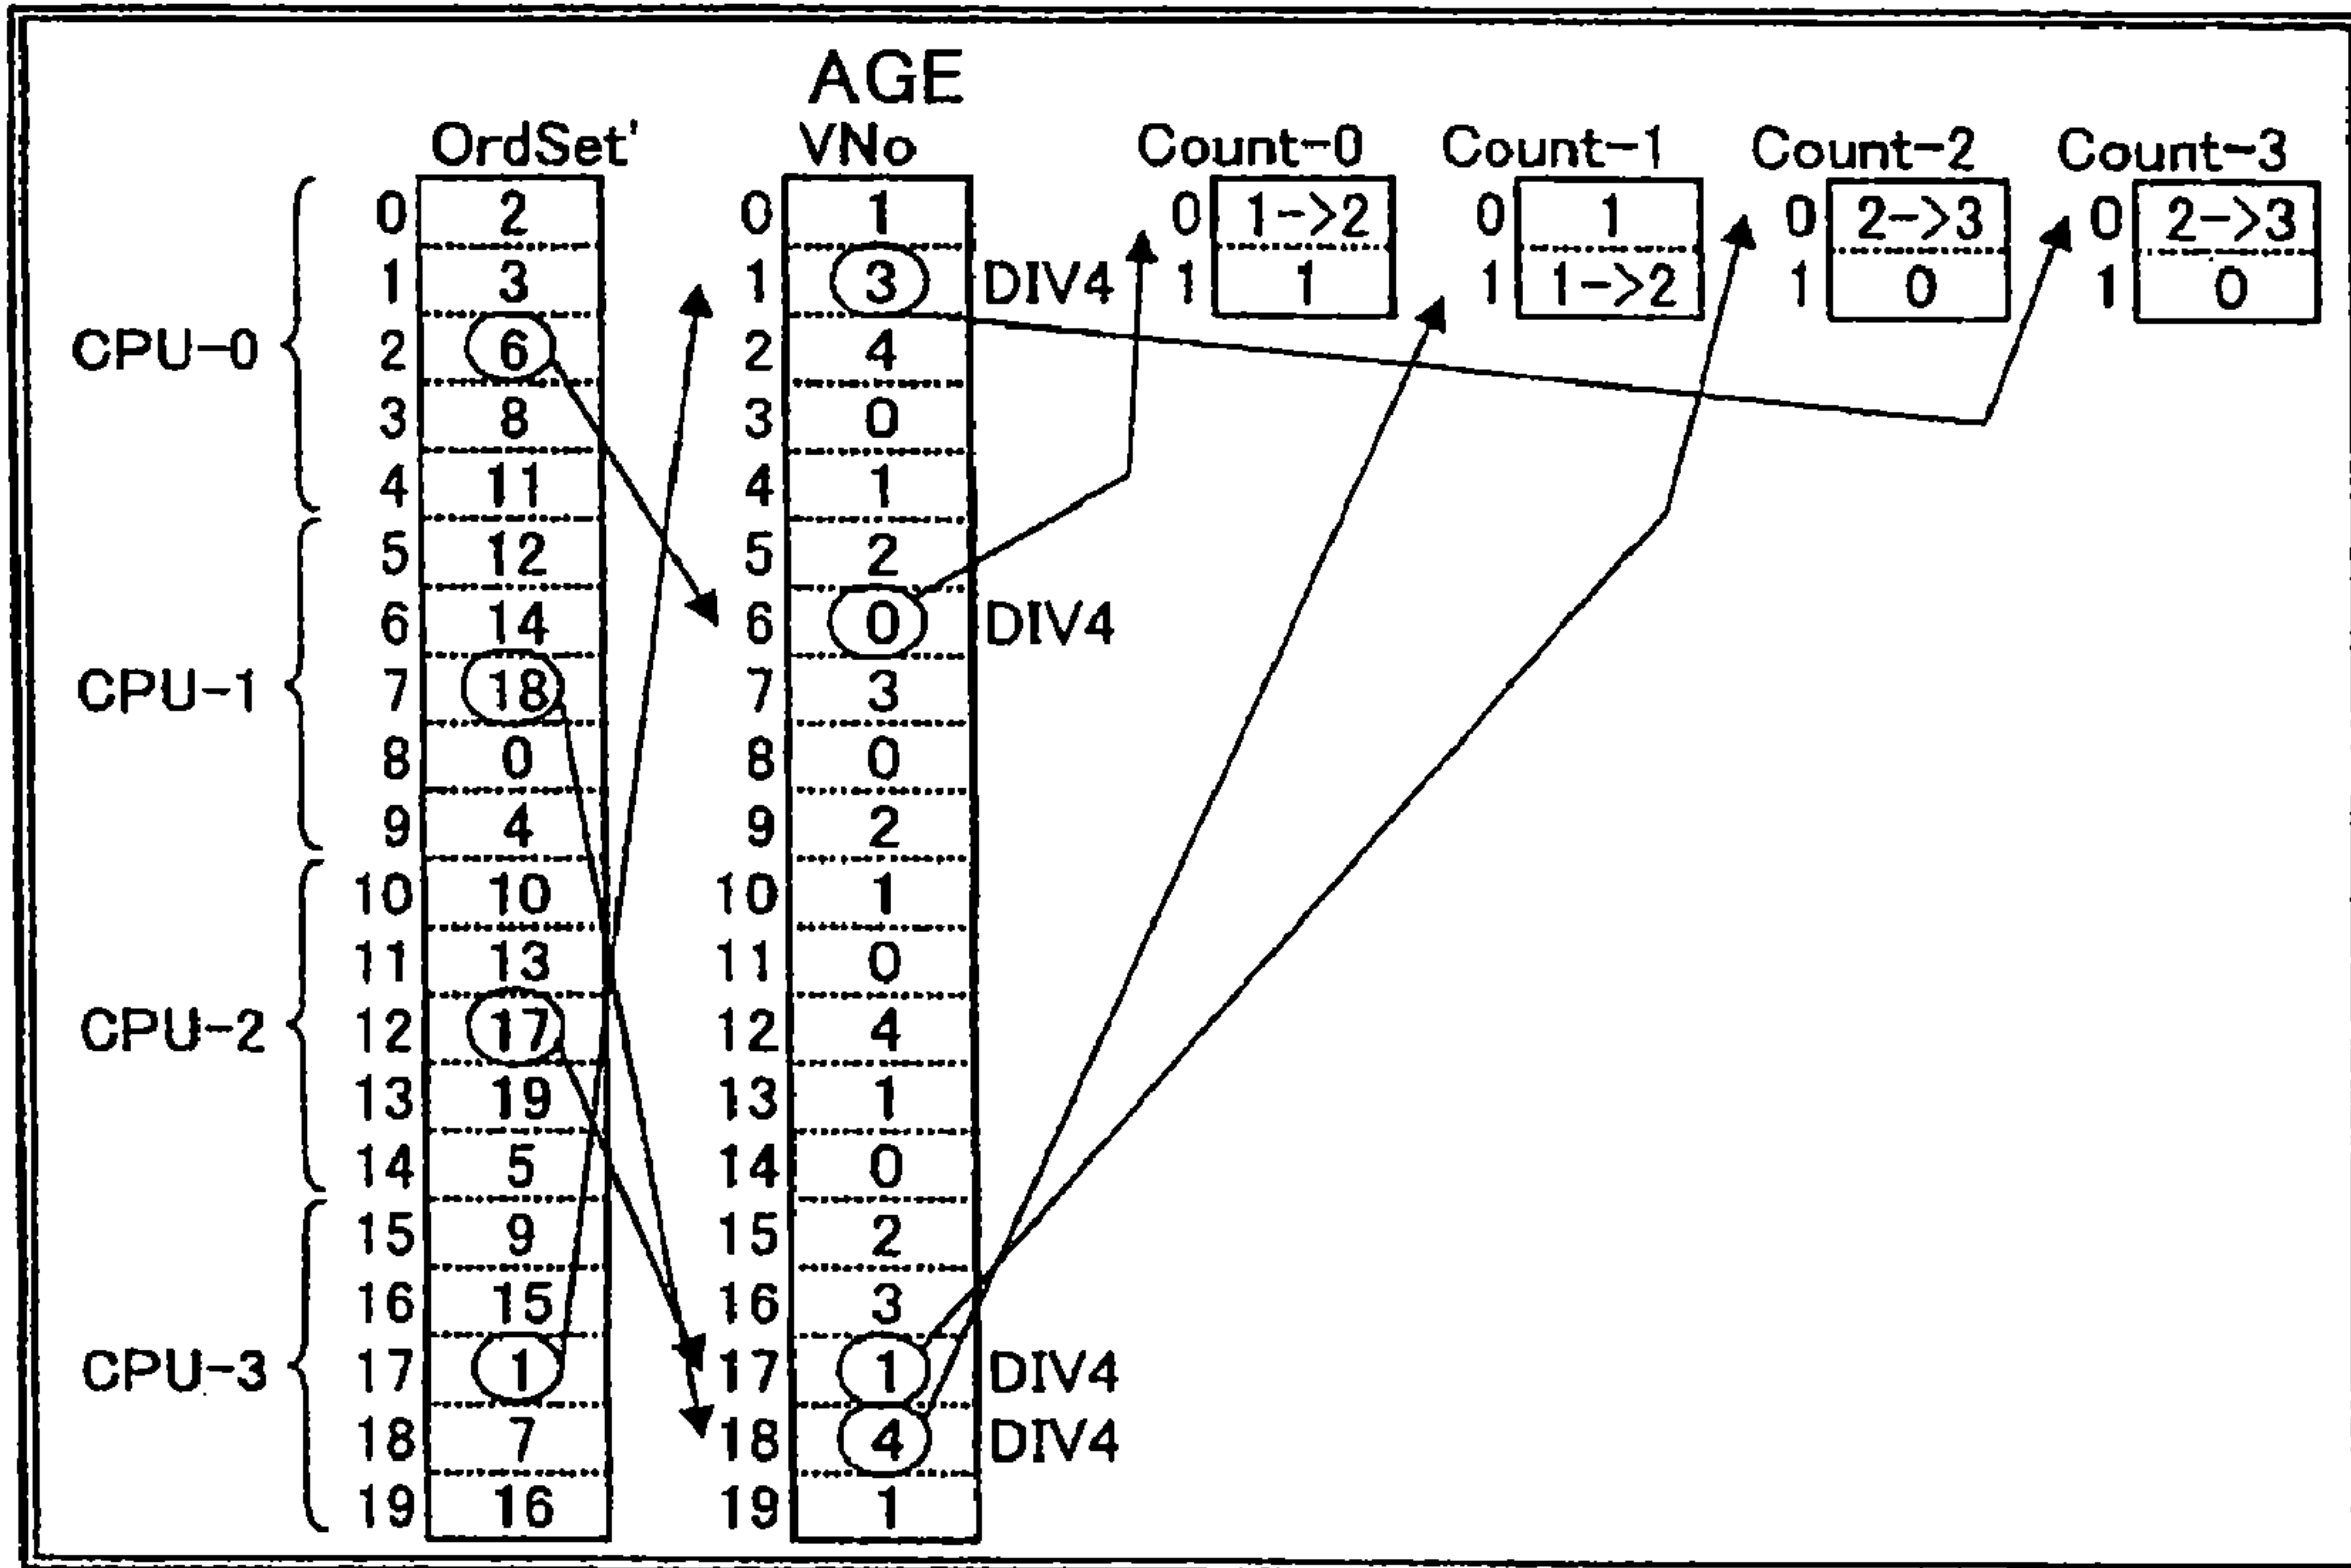 AGE
OrdSet' VNo Count-0 Count-1 Count-2 Count-3
0 2 0 1 0 1->2 0 1 0 2->3 0 2->3
1 3 1 3 DIV4 1 1 1 1->2 1 0 1 0
CPU-0 2 6 2 4
3 8 3 0
4 11 4 1
5 12 5 2
6 14 6 0 DIV4
CPU-1 7 18 7 3
8 0 8 0
9 4 9 2
10 10 10 1
11 13 11 0
CPU-2 12 17 12 4
13 19 13 1
14 5 14 0
15 9 15 2
16 15 16 3
CPU-3 17 1 17 1 DIV4
18 7 18 4 DIV4
19 16 19 1